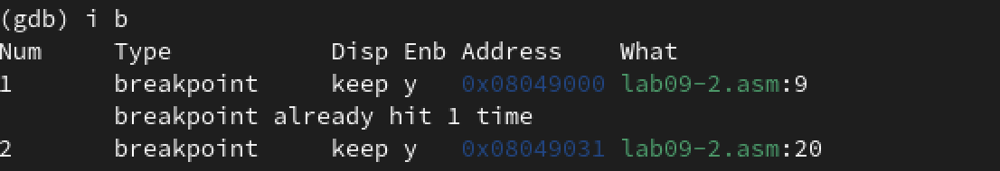 (gdb) i b
Num     Type           Disp Enb Address    What
1       breakpoint     keep y   0x08049000 lab09-2.asm:9
        breakpoint already hit 1 time
2       breakpoint     keep y   0x08049031 lab09-2.asm:20